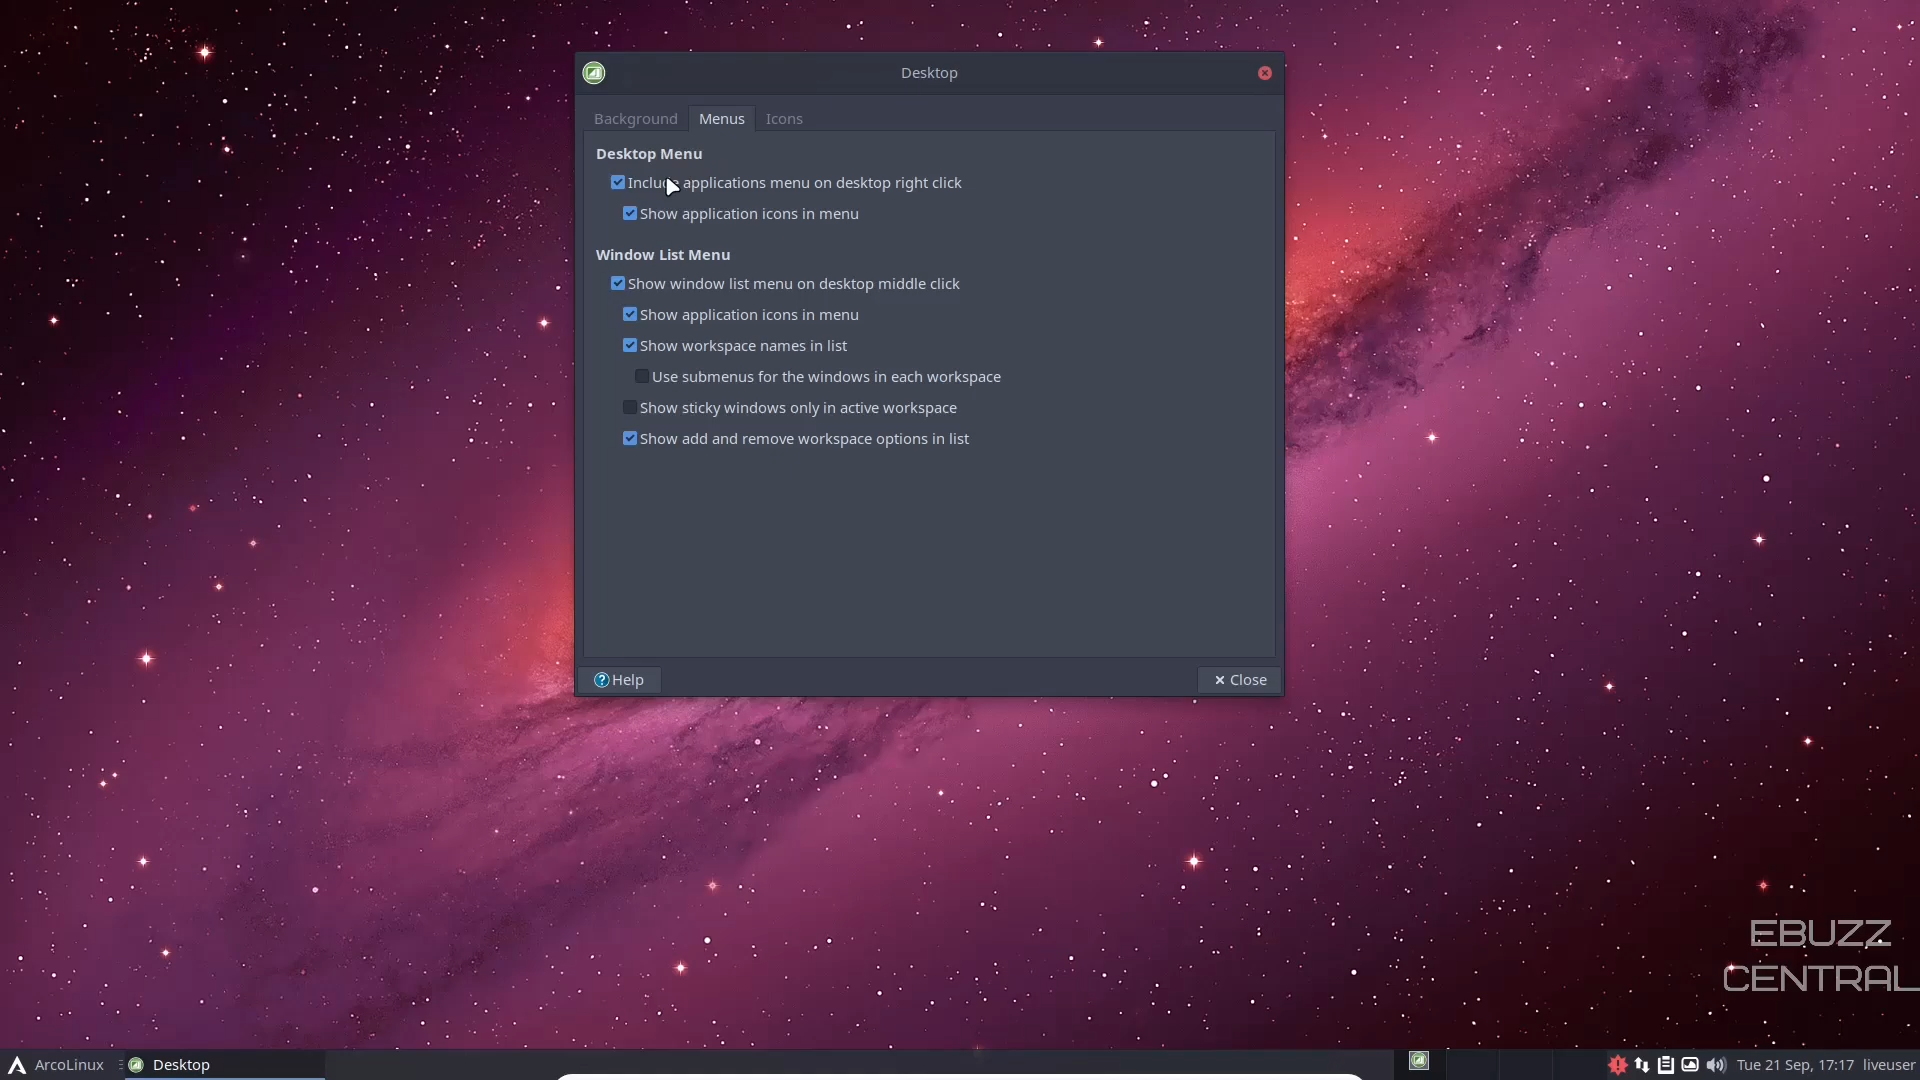 Desktop
Background Menus Icons
Desktop Menu
Include applications menu on desktop right click
Show application icons in menu
Window List Menu
Show window list menu on desktop middle click
Show application icons in menu
Show workspace names in list
Use submenus for the windows in each workspace
Show sticky windows only in active workspace
Show add and remove workspace options in list
Help Close
EBUZZ
CENTRAL
ArcoLinux Desktop Tue 21 Sep, 17:17 liveuser